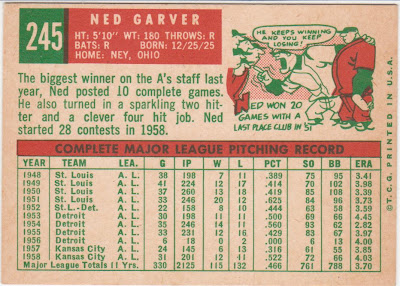 245
NED GARVER
HT: 5'10" WT: 180 THROWS: R
BATS: R BORN: 12/25/25
HOME: NEY, OHIO
The biggest winner on the A's staff last
year, Ned posted 10 complete games.
He also turned in a sparkling two hit-
ter and a clever four hit job. Ned
started 28 contests in 1958.
HE KEEPS WINNING
AND YOU KEEP
LOSING!
NED WON 20
GAMES WITH A
LAST PLACE CLUB IN '51
COMPLETE MAJOR LEAGUE PITCHING RECORD
YEAR TEAM LEA. G IP W L PCT SO BB ERA
1948 St. Louis A. L. 38 198 7 11 .389 75 95 3.41
1949 St. Louis A. L. 41 224 12 17 .414 70 102 3.98
1950 St. Louis A. L. 37 260 13 18 .420 85 108 3.39
1951 St. Louis A. L. 33 246 20 12 .625 84 96 3.73
1952 St. L.-Det. A. L. 22 158 8 10 .444 63
1953 Detroit A. L. 30 198 11 11 .500 69 66 4.45
1954 Detroit A. L. 35 246 14 11 .560 93 62
1955 Detroit A. L. 33 231 12 16 .429 83 67
1956 Detroit A. L. 6 18 0 2 .000 6 13 4.00
1957 Kansas City A. L. 24 145 6 13 .316 61 55
1958 Kansas City A. L. 31 201 12 11 .522 72 66 4.03
Major League Totals 11 Yrs. 330 2125 115 132 .466 761 788 3.70
© T.C.G. PRINTED IN U.S.A.